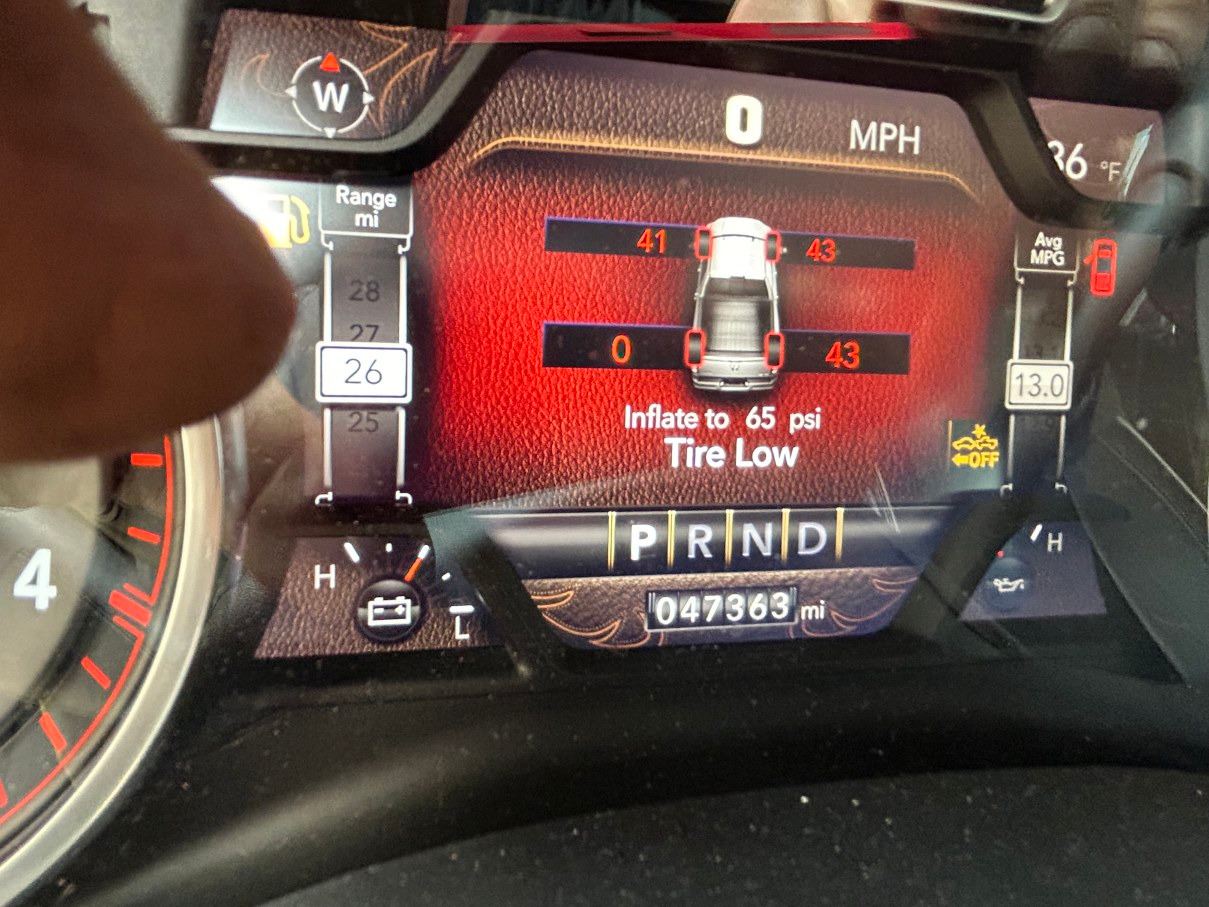 W
0 MPH
36 °F
Range
mi
28
27
26
25
41 43
0 43
Inflate to 65 psi
Tire Low
Avg
MPG
13.0
OFF
P R N D
H
L
047363 mi
H
4